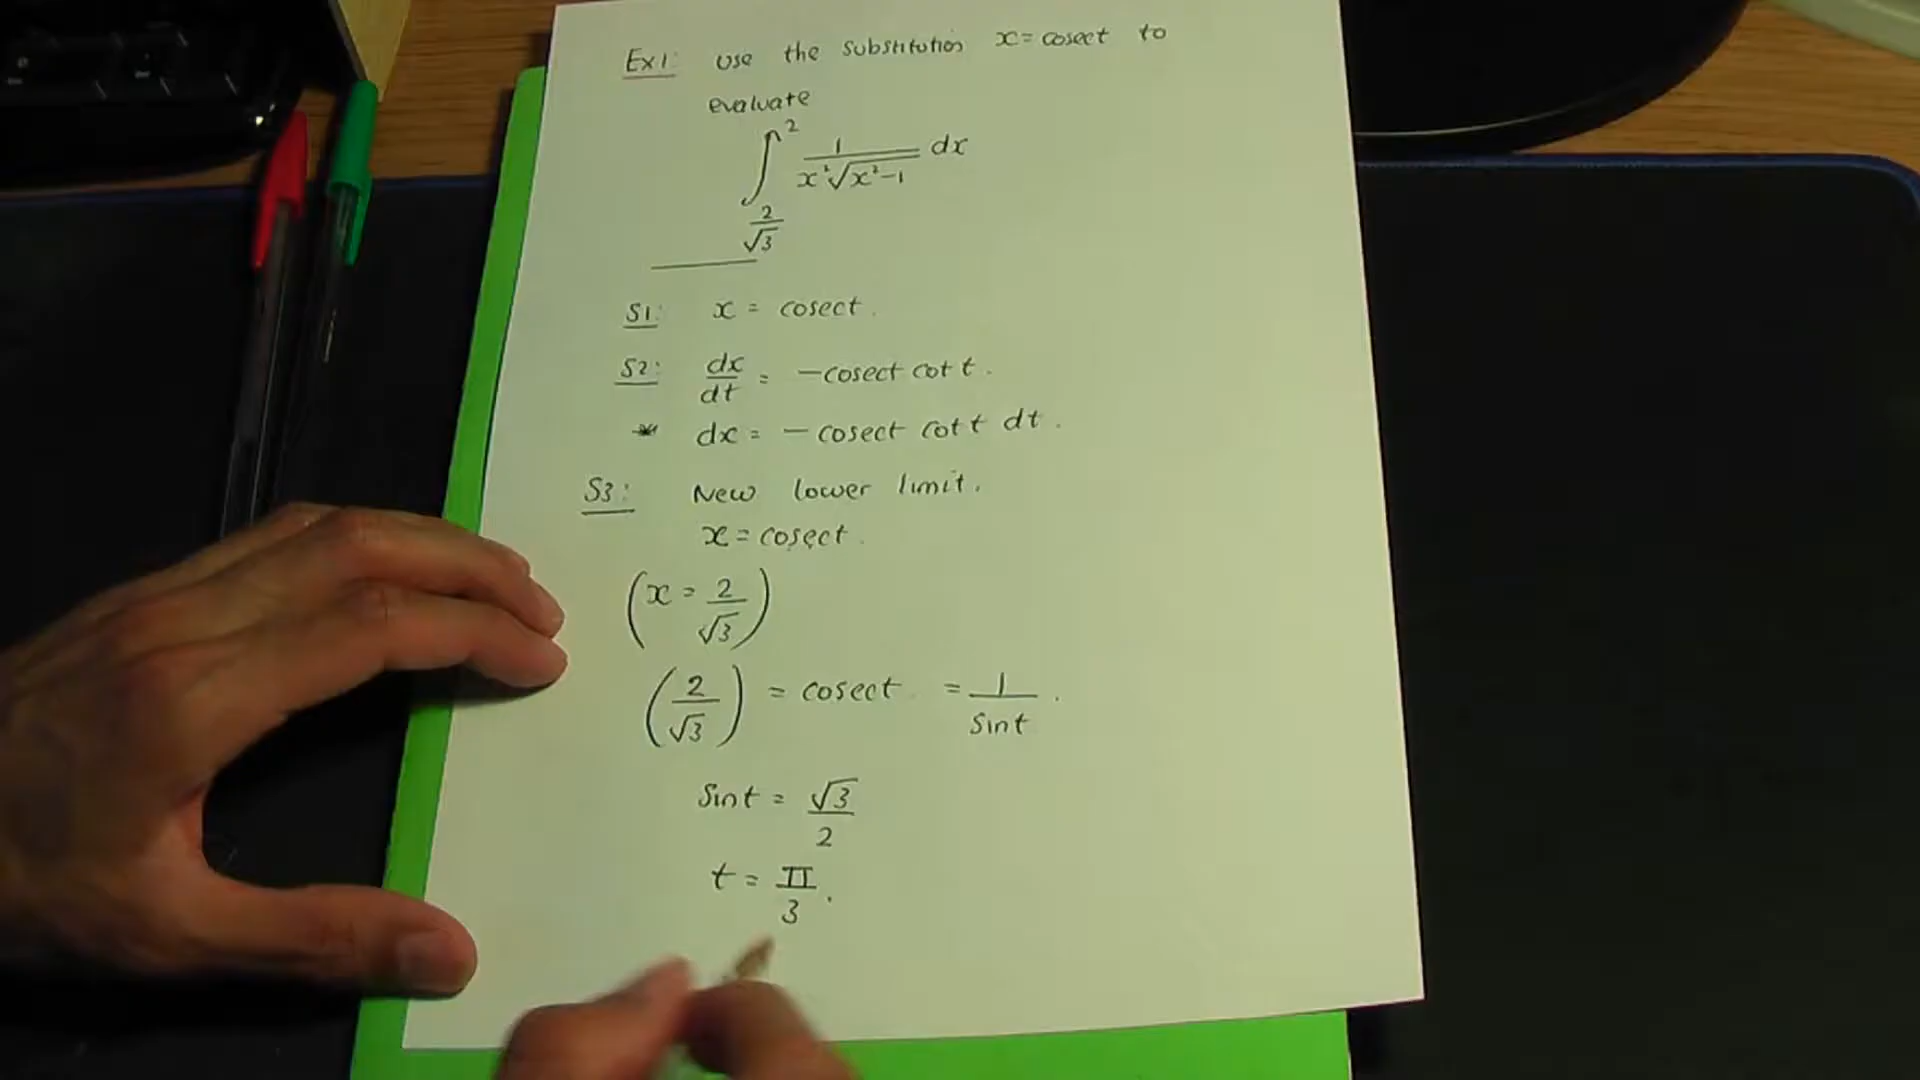 Ex1: Use the substitution x = cosect to
evaluate
∫_{2/√3}^{2} 1/(x²√(x²-1)) dx
S1: x = cosect.
S2: dx/dt = -cosect cot t.
* dx = - cosect cot t dt.
S3: New lower limit.
x = cosect.
(x = 2/√3)
(2/√3) = cosect = 1/sint.
sint = √3/2
t = π/3.